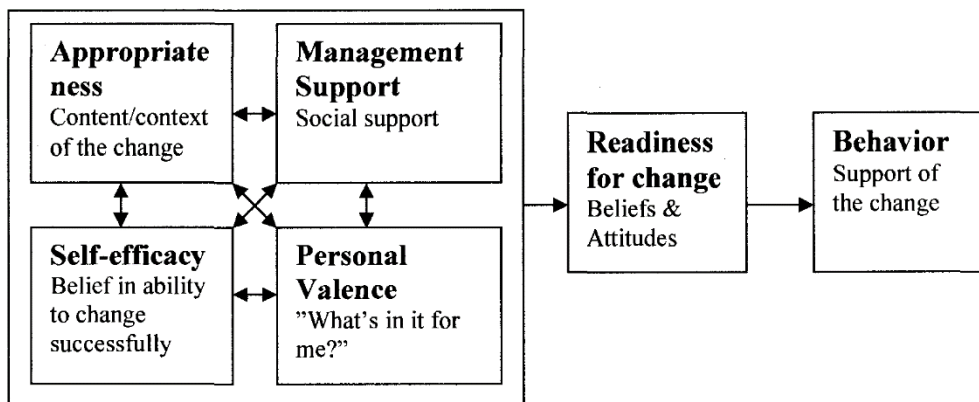 Appropriate
ness
Content/context
of the change
Management
Support
Social support
Self-efficacy
Belief in ability
to change
successfully
Personal
Valence
”What's in it for
me?”
Readiness
for change
Beliefs &
Attitudes
Behavior
Support of
the change